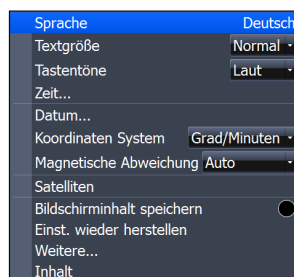 Sprache Deutsch
Textgröße Normal
Tastentöne Laut
Zeit...
Datum...
Koordinaten System Grad/Minuten
Magnetische Abweichung Auto
Satelliten
Bildschirminhalt speichern
Einst. wieder herstellen
Weitere...
Inhalt